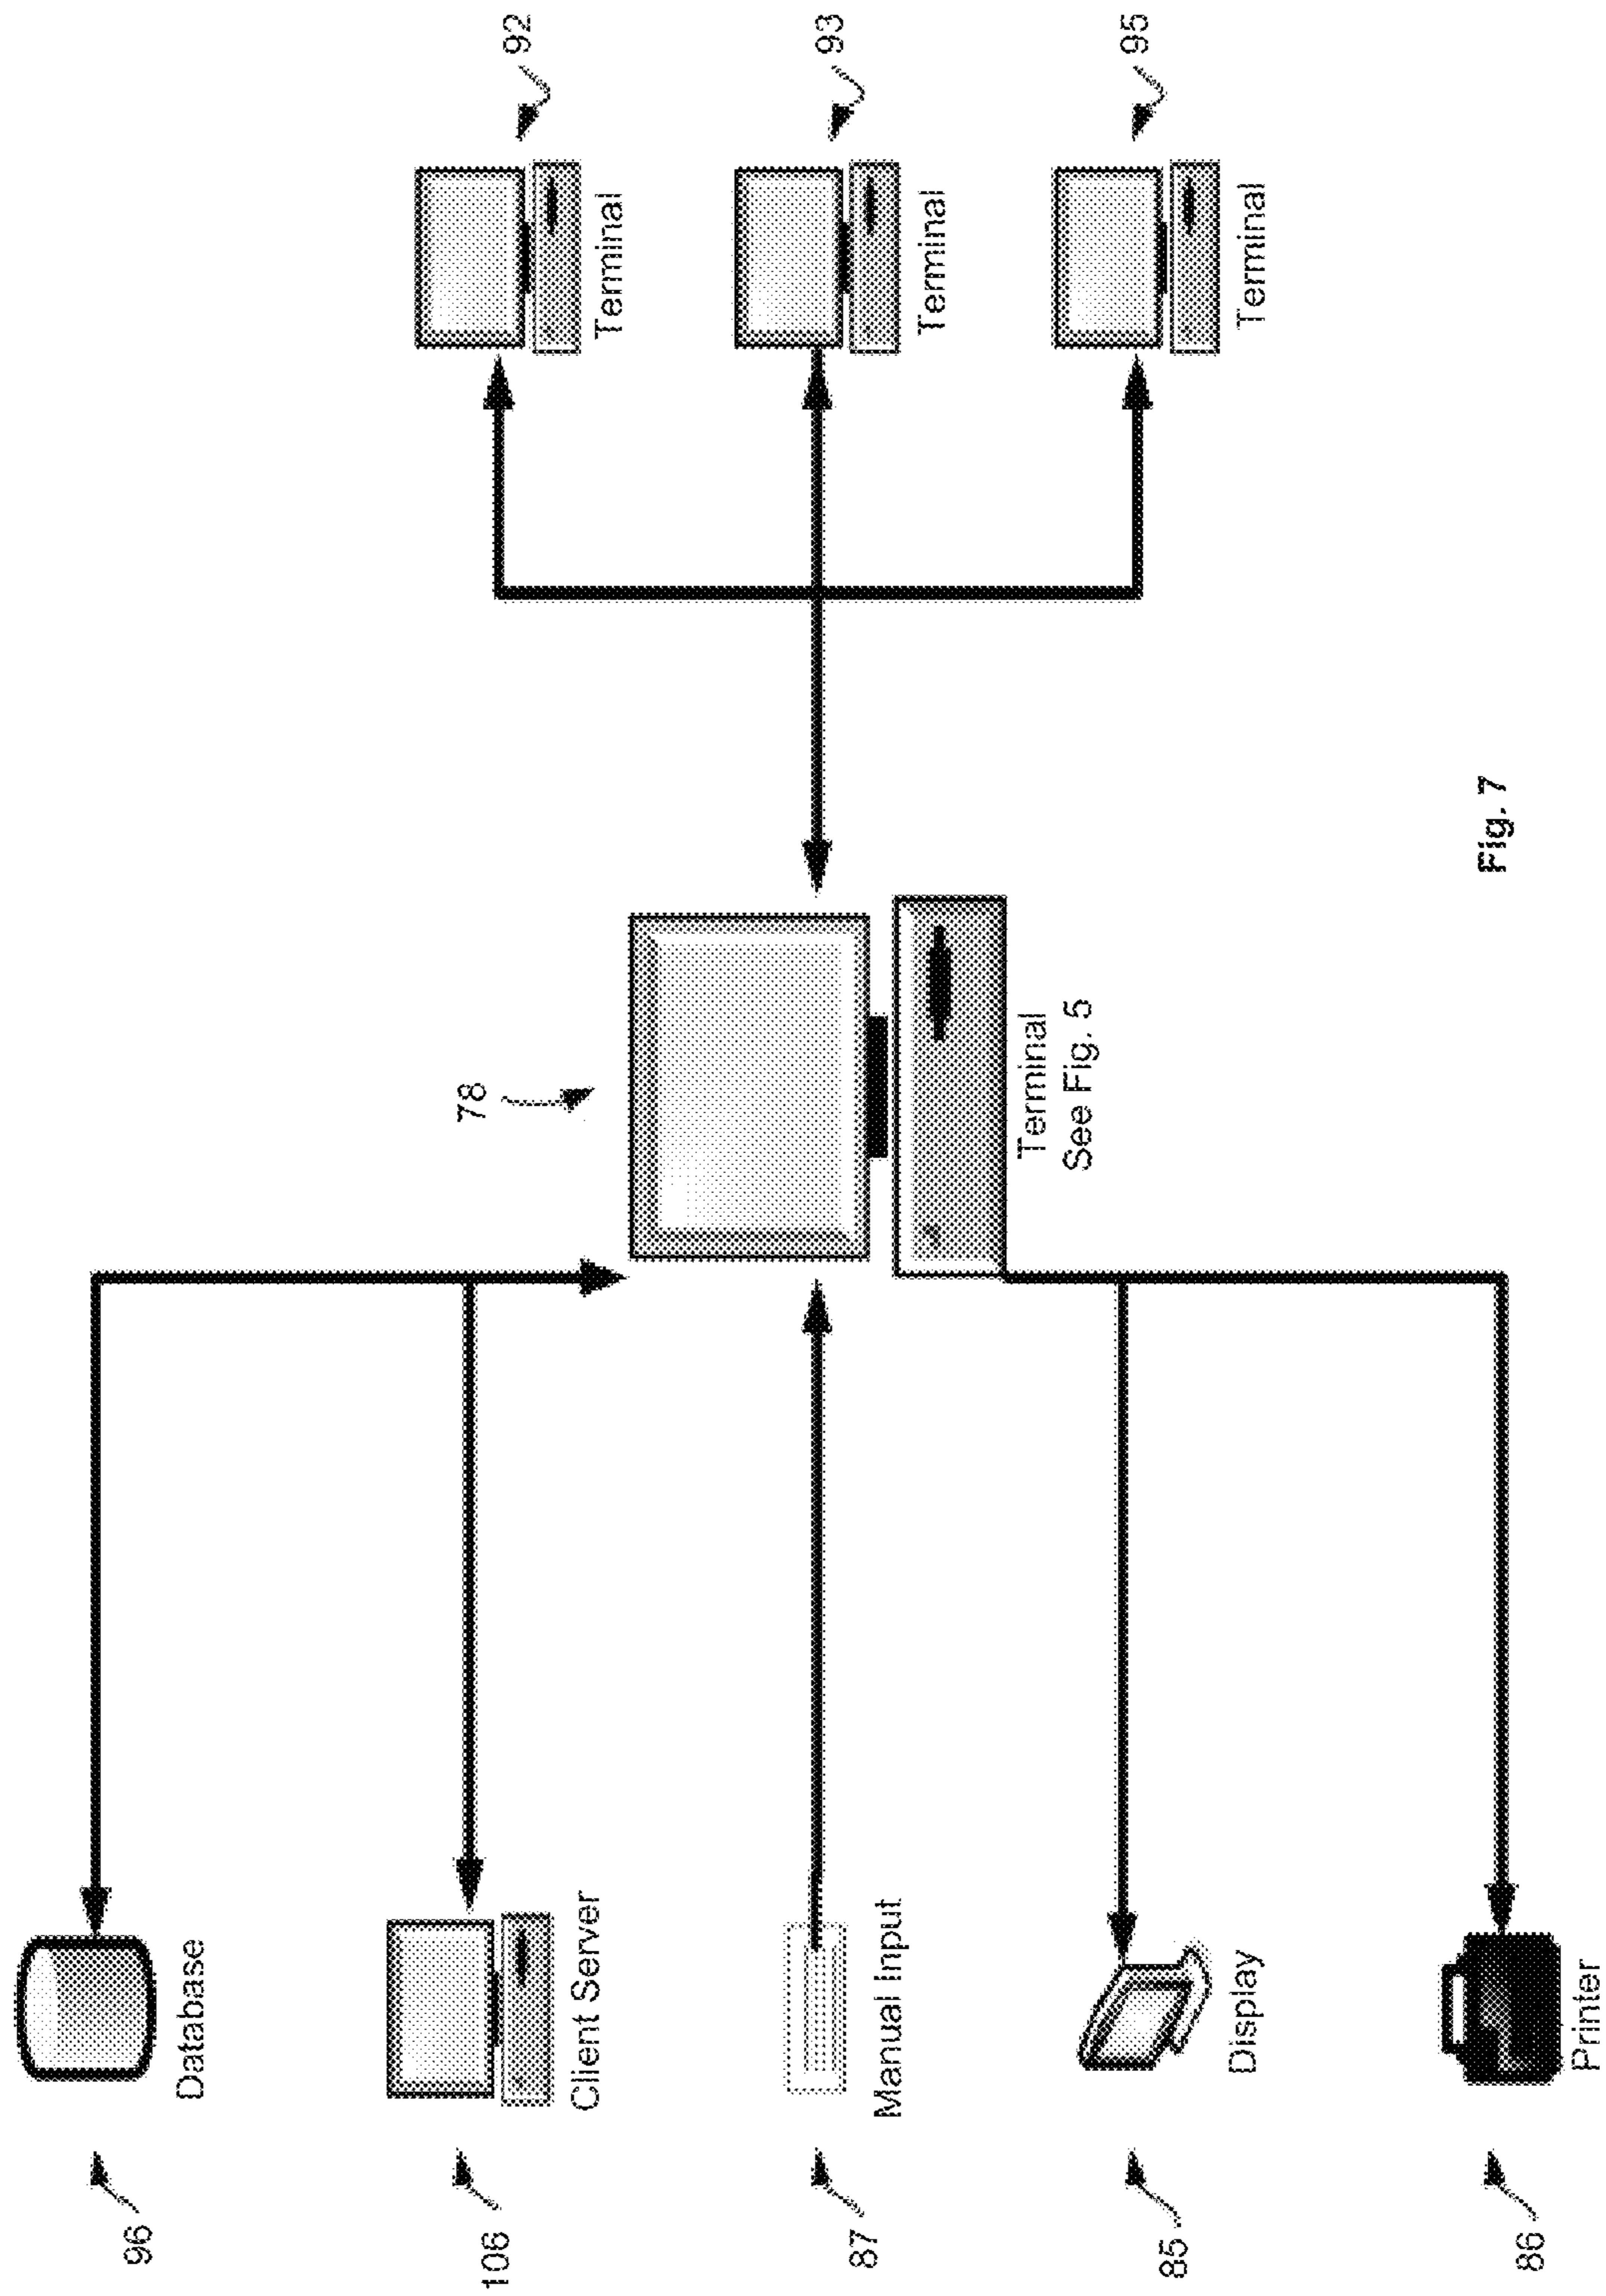 96
Database
106
Client Server
87
Manual Input
85
Display
86
Printer
78
Terminal
See Fig. 5
92
Terminal
93
Terminal
95
Terminal
Fig. 7